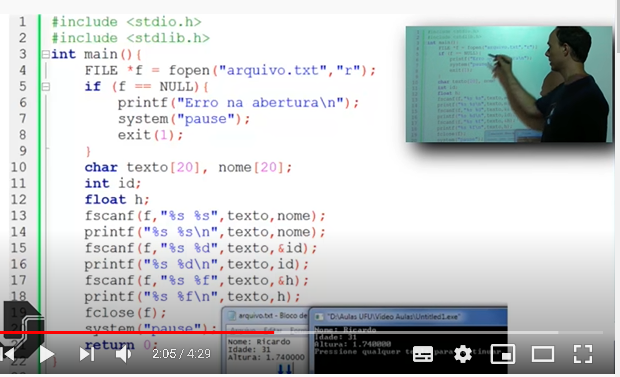 1 #include <stdio.h>
2 #include <stdlib.h>
3 int main(){
4 FILE *f = fopen("arquivo.txt","r");
5 if (f == NULL){
6 printf("Erro na abertura\n");
7 system("pause");
8 exit(1);
9 }
10 char texto[20], nome[20];
11 int id;
12 float h;
13 fscanf(f,"%s %s",texto,nome);
14 printf("%s %s\n",texto,nome);
15 fscanf(f,"%s %d",texto,&id);
16 printf("%s %d\n",texto,id);
17 fscanf(f,"%s %f",texto,&h);
18 printf("%s %f\n",texto,h);
fclose(f);
system("pause");
return 0;
22 }
arquivo.txt - Bloco de
Nome: Ricardo
Idade: 31
Altura: 1.740000
"D:\Aulas UFU\Video Aulas\Untitled1.exe"
Nome: Ricardo
Idade: 31
Altura: 1.740000
Pressione qualquer
2:05 / 4:29